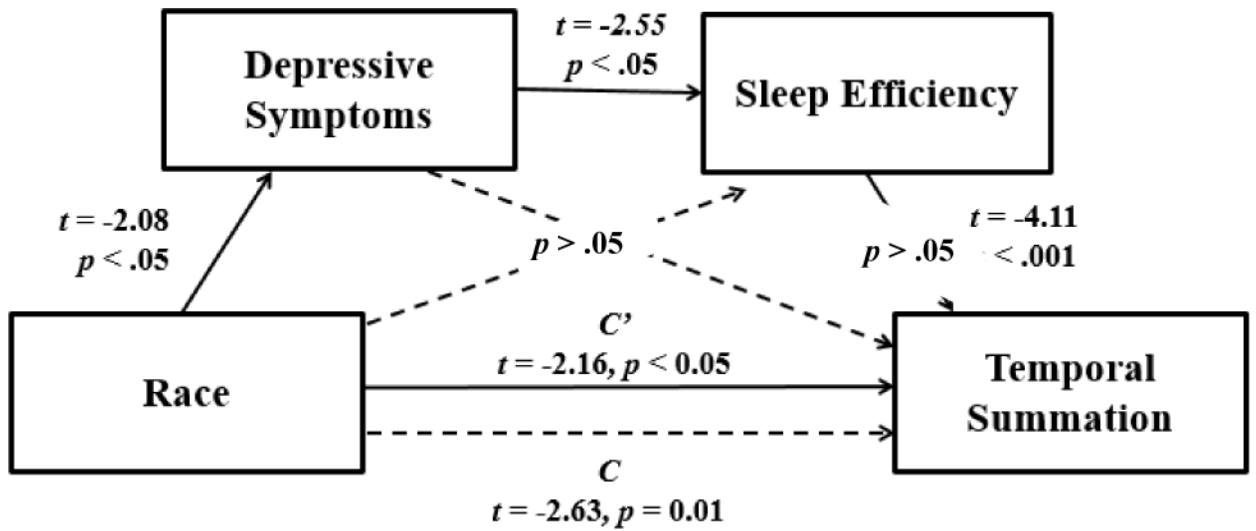 Depressive
Symptoms
t = -2.55
p < .05
Sleep Efficiency
t = -2.08
p < .05
p > .05
t = -4.11
p > .05 < .001
Race
C’
t = -2.16, p < 0.05
Temporal
Summation
C
t = -2.63, p = 0.01